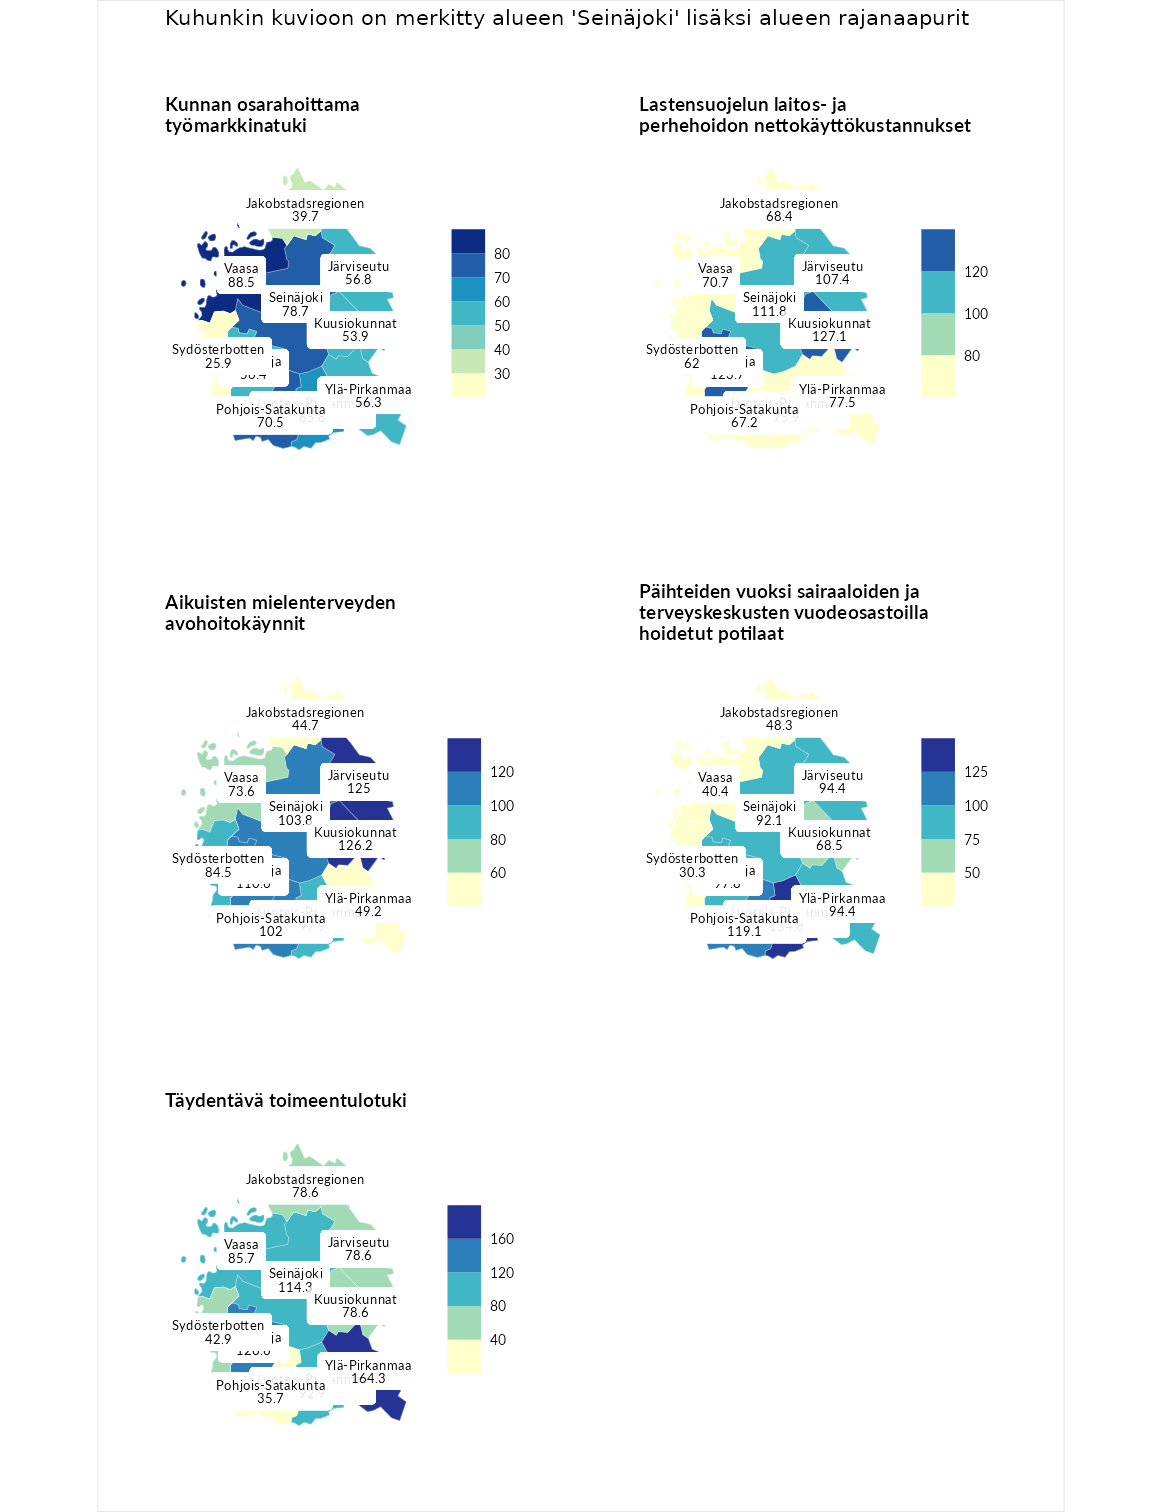 Kuhunkin kuvioon on merkitty alueen 'Seinäjoki' lisäksi alueen rajanaapurit
Kunnan osarahoittama
työmarkkinatuki
Jakobstadsregionen
39.7
Vaasa
88.5
Järviseutu
56.8
Seinäjoki
78.7
Kuusiokunnat
53.9
Sydösterbotten
25.9
ja
Ylä-Pirkanmaa
56.3
Pohjois-Satakunta
70.5
80
70
60
50
40
30
Lastensuojelun laitos- ja
perhehoidon nettokäyttökustannukset
Jakobstadsregionen
68.4
Vaasa
70.7
Järviseutu
107.4
Seinäjoki
111.8
Kuusiokunnat
127.1
Sydösterbotten
62
ja
Ylä-Pirkanmaa
77.5
Pohjois-Satakunta
67.2
120
100
80
Aikuisten mielenterveyden
avohoitokäynnit
Jakobstadsregionen
44.7
Vaasa
73.6
Järviseutu
125
Seinäjoki
103.8
Kuusiokunnat
126.2
Sydösterbotten
84.5
ja
Ylä-Pirkanmaa
49.2
Pohjois-Satakunta
102
120
100
80
60
Päihteiden vuoksi sairaaloiden ja
terveyskeskusten vuodeosastoilla
hoidetut potilaat
Jakobstadsregionen
48.3
Vaasa
40.4
Järviseutu
94.4
Seinäjoki
92.1
Kuusiokunnat
68.5
Sydösterbotten
30.3
ja
Ylä-Pirkanmaa
94.4
Pohjois-Satakunta
119.1
125
100
75
50
Täydentävä toimeentulotuki
Jakobstadsregionen
78.6
Vaasa
85.7
Järviseutu
78.6
Seinäjoki
114.3
Kuusiokunnat
78.6
Sydösterbotten
42.9
ja
Ylä-Pirkanmaa
164.3
Pohjois-Satakunta
35.7
160
120
80
40